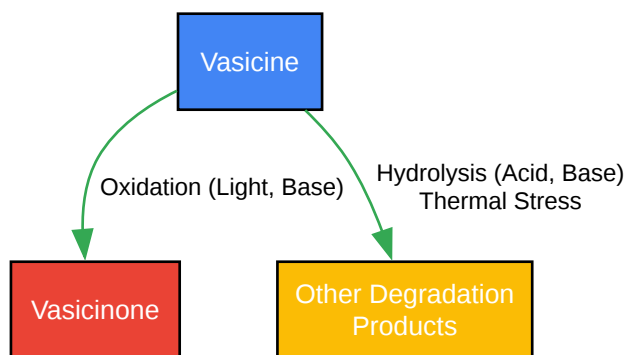 Vasicine
Oxidation (Light, Base)
Hydrolysis (Acid, Base)
Thermal Stress
Vasicinone
Other Degradation
Products